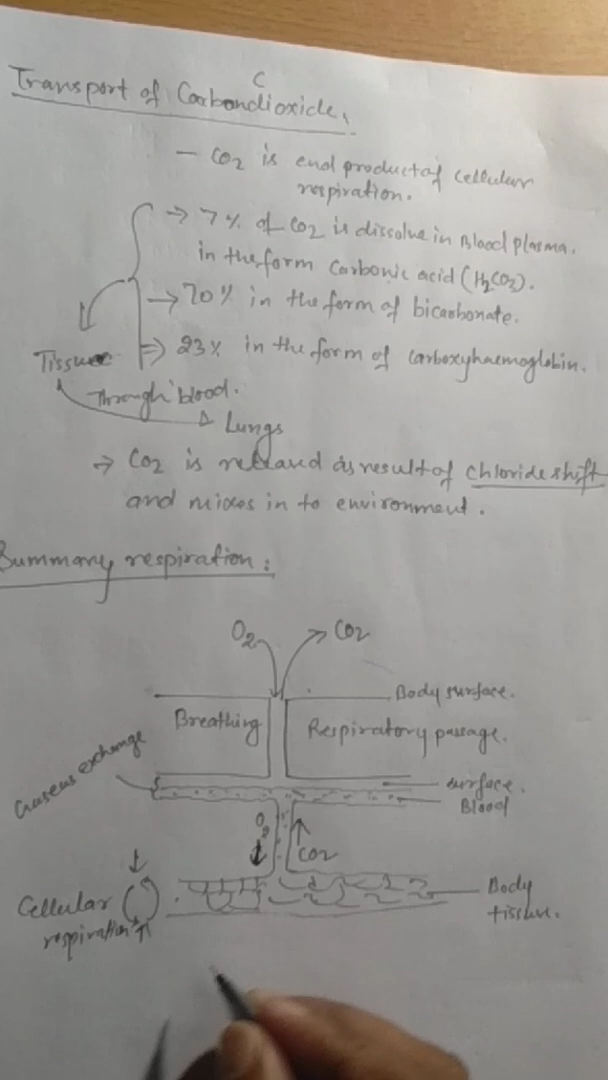 C
Transport of Carbondioxide.
– CO2 is end product of cellular
respiration.
→ 7% of CO2 is dissolve in Blood plasma.
in the form Carbonic acid (H2CO2).
→ 70% in the form of bicarbonate.
⇒ 23% in the form of Carboxyhaemoglobin.
Tissue
Through blood.
Lungs
→ CO2 is as result of chloride shift
and mixes in to environment.
Summary respiration:
O2 CO2
Body surface.
Breathing Respiratory passage.
Gaseus exchange
surface.
Blood
O2 CO2
Cellular
respiration
Body
tissue.